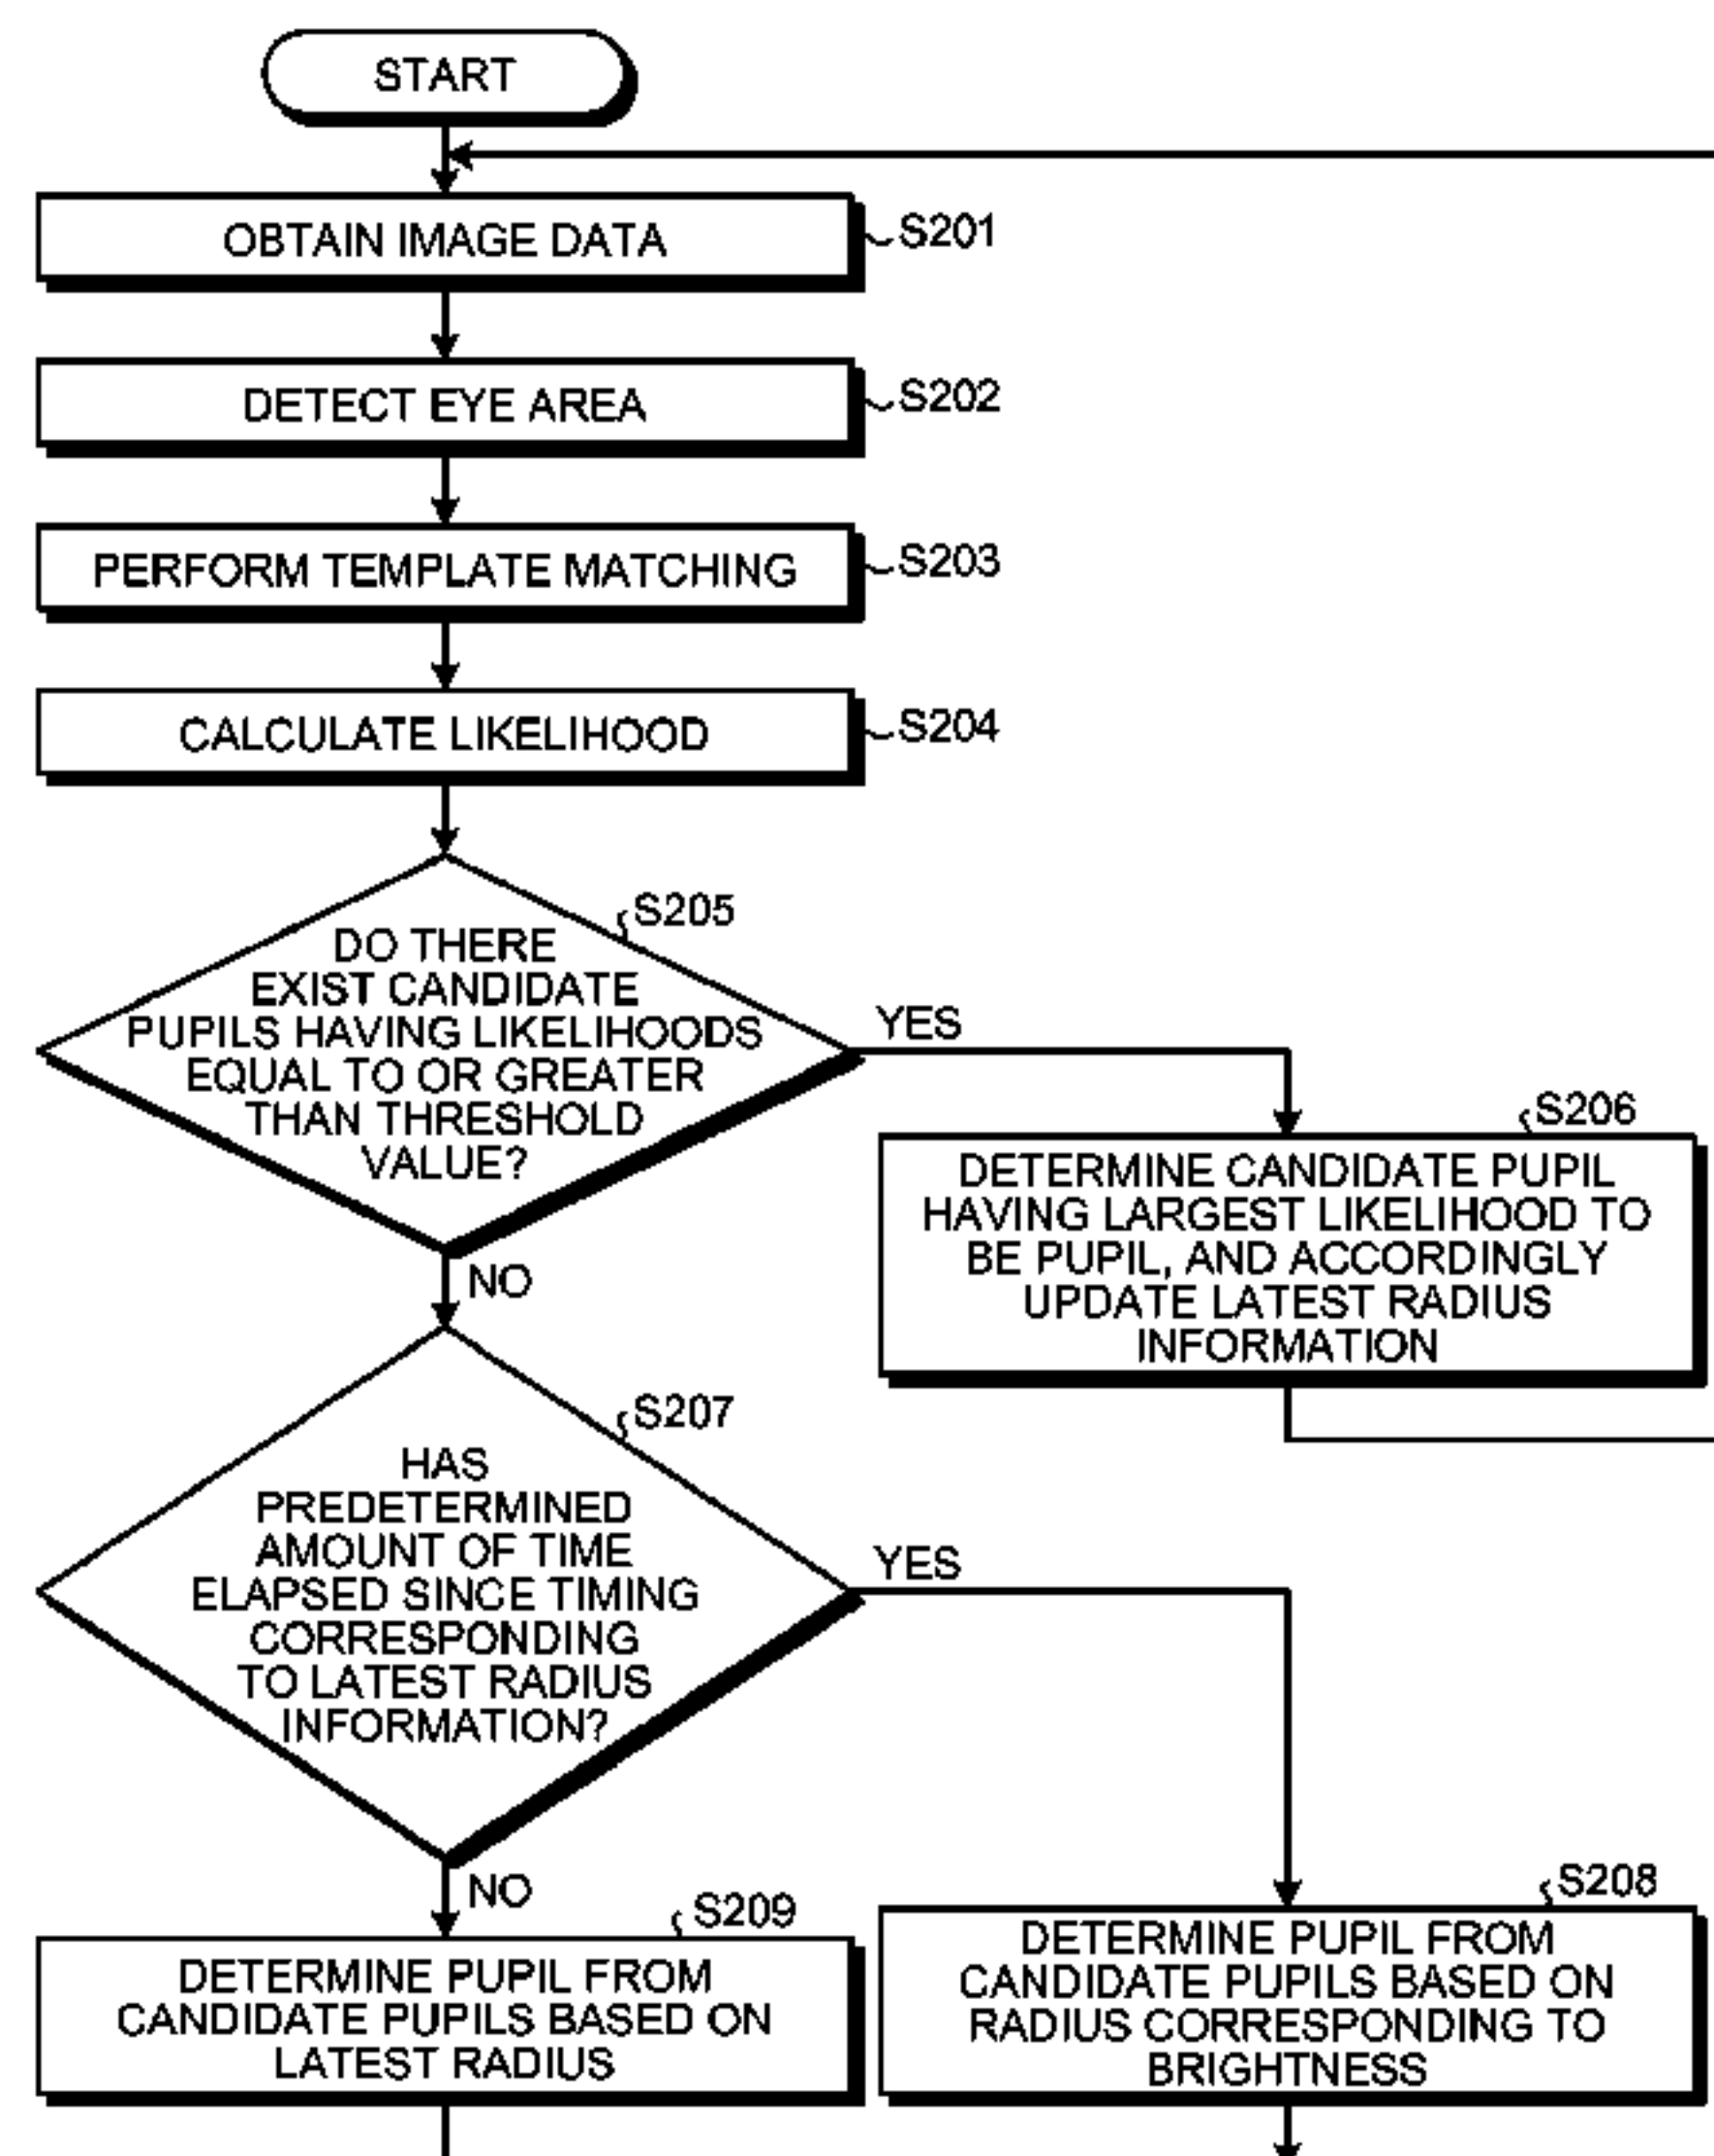 START
OBTAIN IMAGE DATA
S201
DETECT EYE AREA
S202
PERFORM TEMPLATE MATCHING
S203
CALCULATE LIKELIHOOD
S204
S205
DO THERE
EXIST CANDIDATE
PUPILS HAVING LIKELIHOODS
EQUAL TO OR GREATER
THAN THRESHOLD
VALUE?
YES
NO
S206
DETERMINE CANDIDATE PUPIL
HAVING LARGEST LIKELIHOOD TO
BE PUPIL, AND ACCORDINGLY
UPDATE LATEST RADIUS
INFORMATION
S207
HAS
PREDETERMINED
AMOUNT OF TIME
ELAPSED SINCE TIMING
CORRESPONDING
TO LATEST RADIUS
INFORMATION?
YES
NO
S209
DETERMINE PUPIL FROM
CANDIDATE PUPILS BASED ON
LATEST RADIUS
S208
DETERMINE PUPIL FROM
CANDIDATE PUPILS BASED ON
RADIUS CORRESPONDING TO
BRIGHTNESS